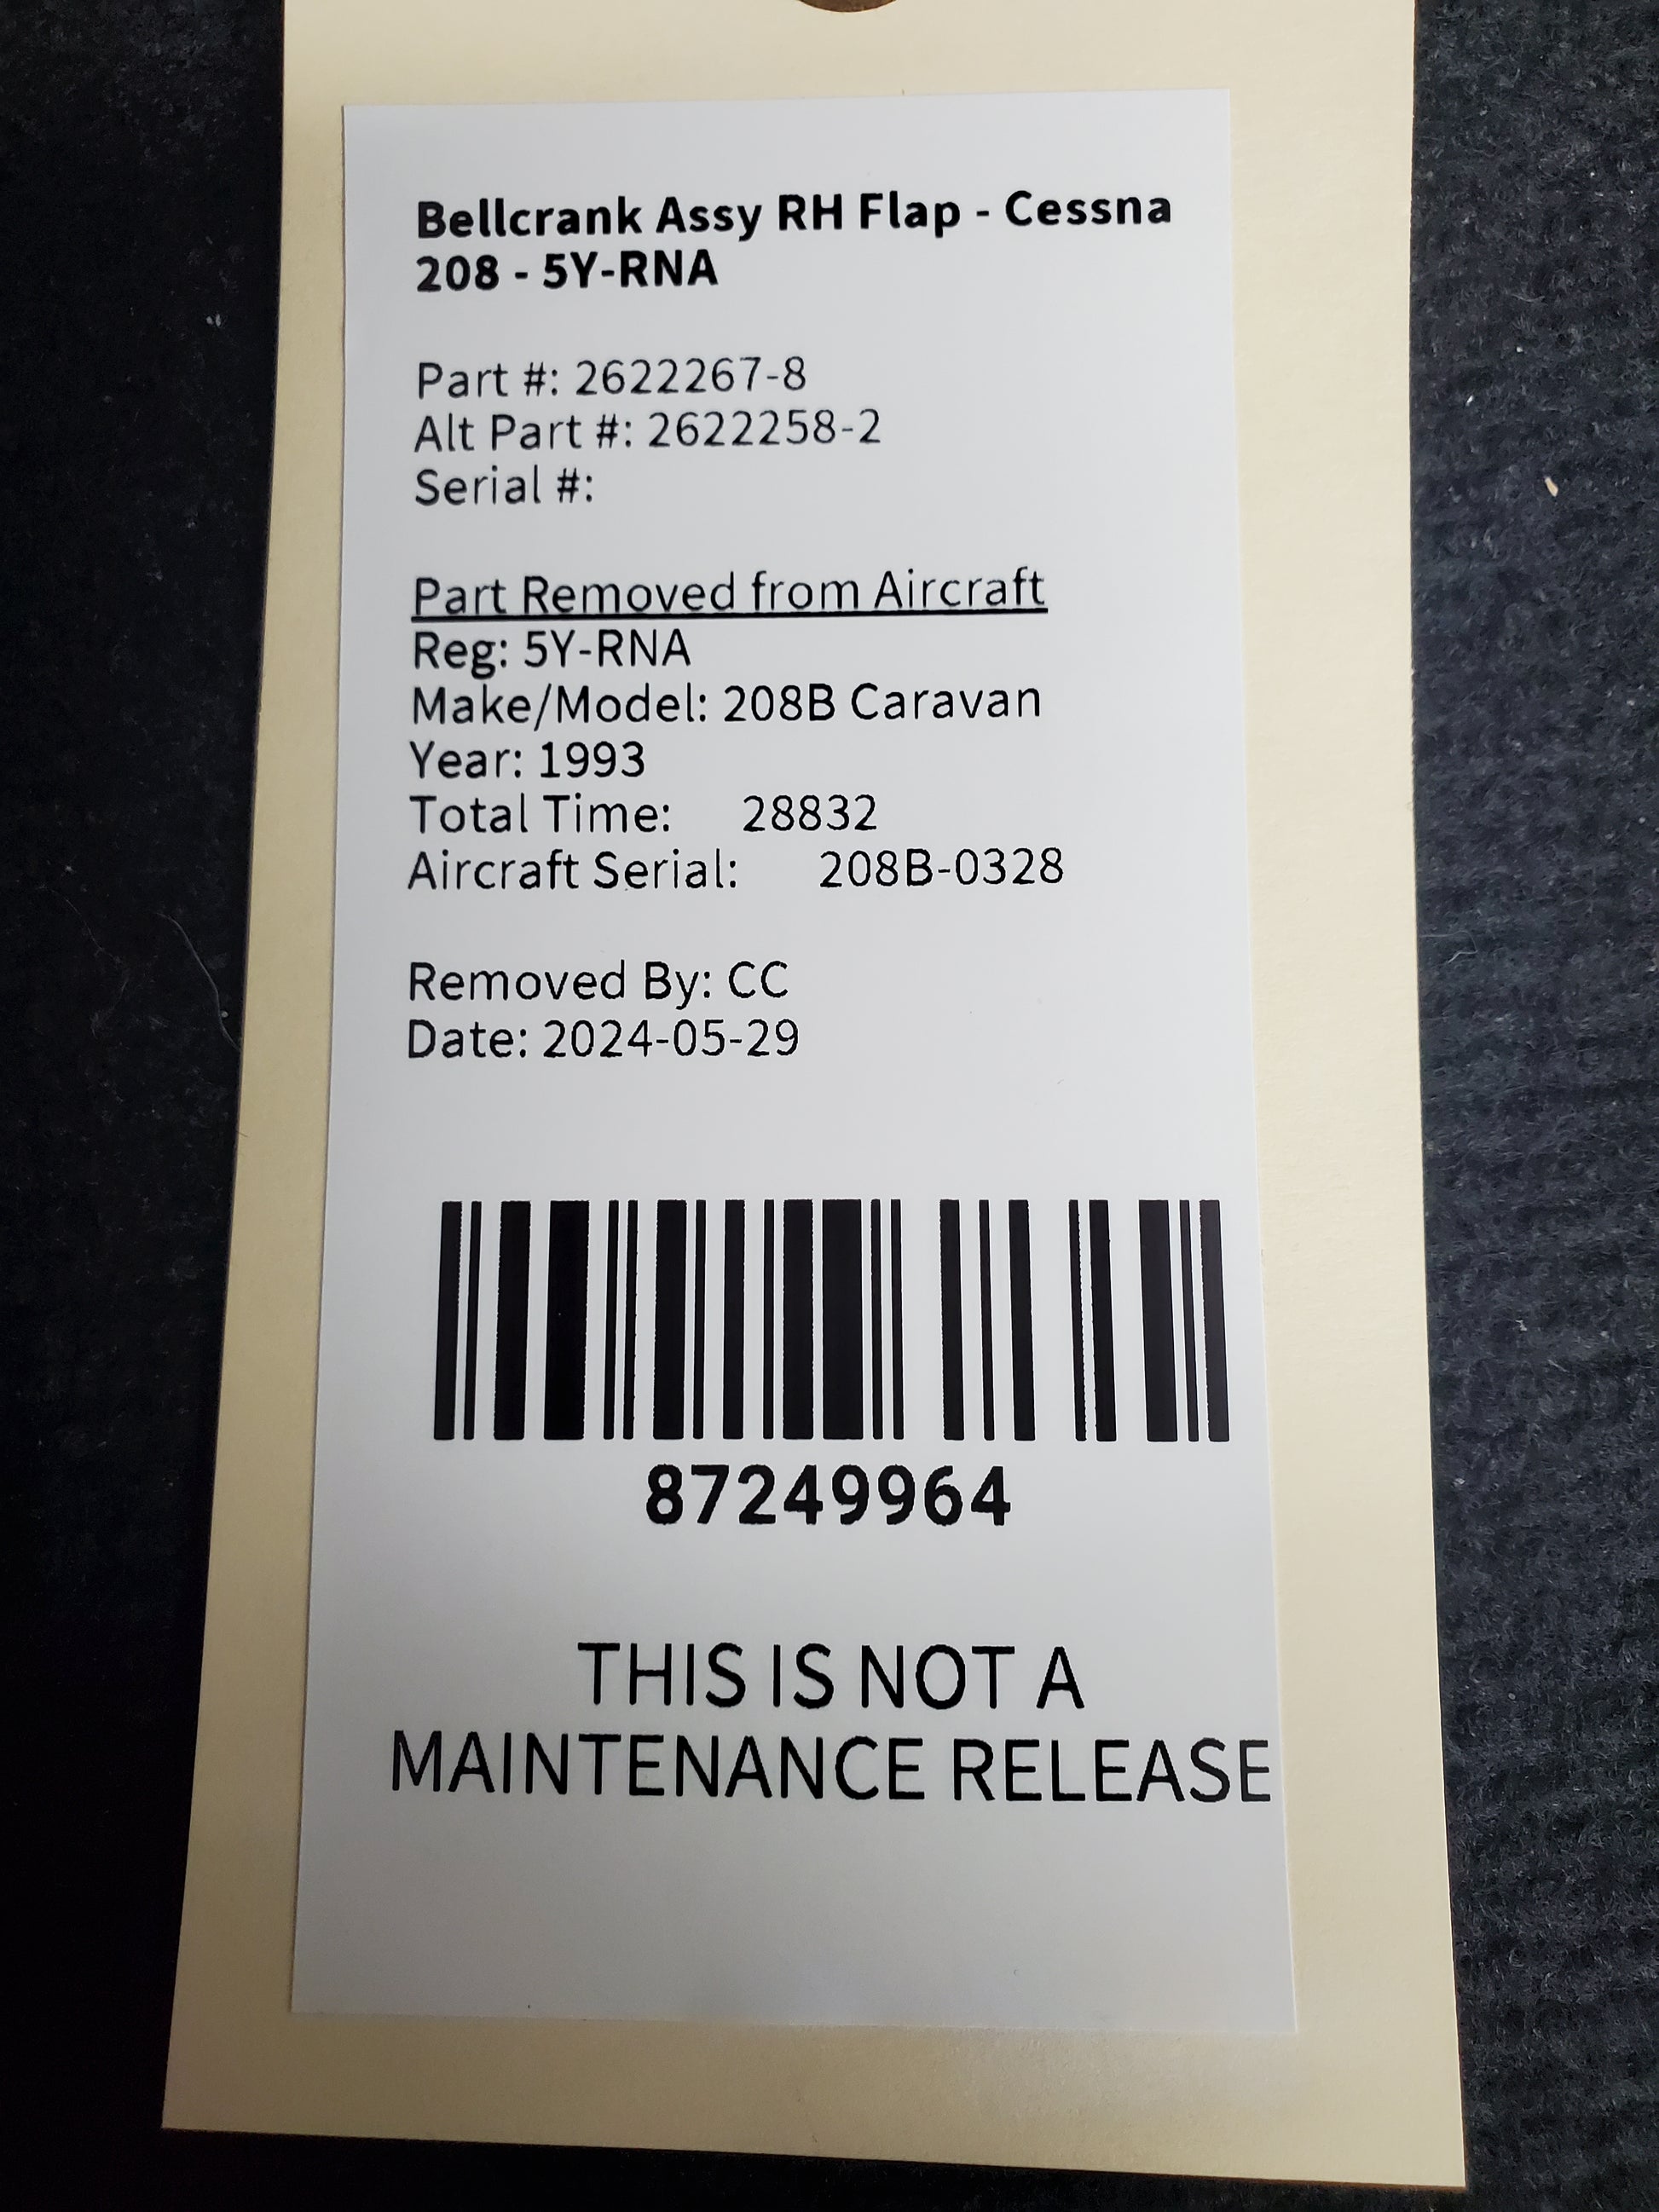 Bellcrank Assy RH Flap - Cessna
208 - 5Y-RNA
Part #: 2622267-8
Alt Part #: 2622258-2
Serial #:
Part Removed from Aircraft
Reg: 5Y-RNA
Make/Model: 208B Caravan
Year: 1993
Total Time: 28832
Aircraft Serial: 208B-0328
Removed By: CC
Date: 2024-05-29
87249964
THIS IS NOT A
MAINTENANCE RELEASE